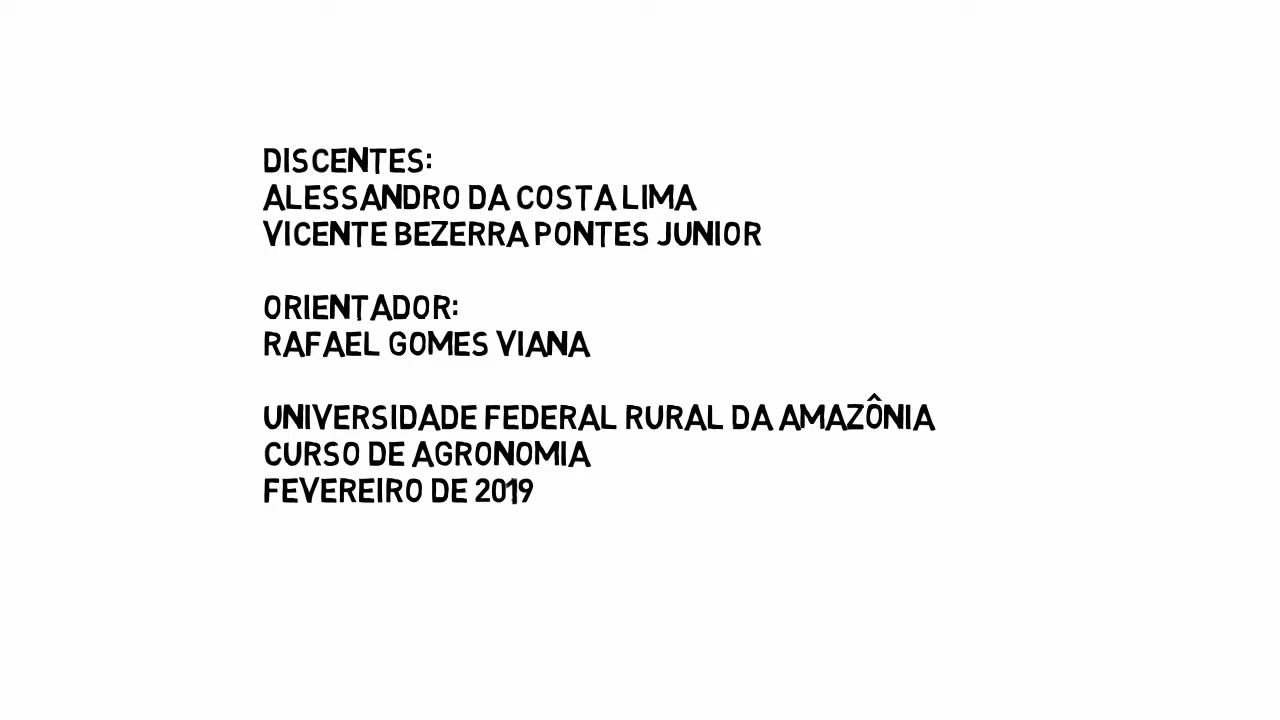 DISCENTES:
ALESSANDRO DA COSTA LIMA
VICENTE BEZERRA PONTES JUNIOR
ORIENTADOR:
RAFAEL GOMES VIANA
UNIVERSIDADE FEDERAL RURAL DA AMAZÔNIA
CURSO DE AGRONOMIA
FEVEREIRO DE 2019